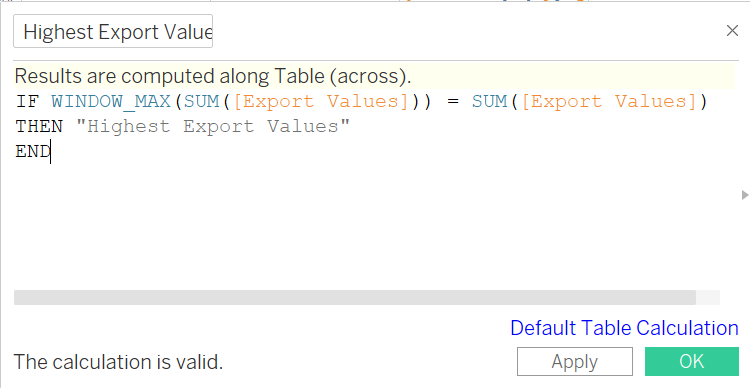 Highest Export Value
Results are computed along Table (across).
IF WINDOW_MAX(SUM([Export Values])) = SUM([Export Values])
THEN "Highest Export Values"
END
Default Table Calculation
The calculation is valid.
Apply
OK